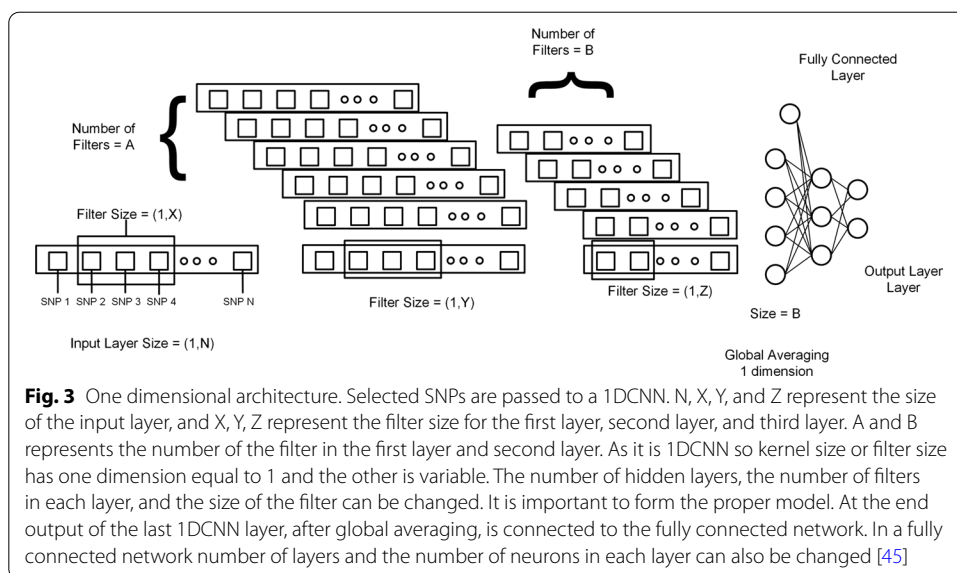 Number of
Filters = B
Fully Connected
Layer
Number of
Filters = A
Filter Size = (1,X)
SNP 1
SNP 2
SNP 3
SNP 4
SNP N
Filter Size = (1,Y)
Filter Size = (1,Z)
Output Layer
Layer
Size = B
Input Layer Size = (1,N)
Global Averaging
1 dimension
Fig. 3 One dimensional architecture. Selected SNPs are passed to a 1DCNN. N, X, Y, and Z represent the size
of the input layer, and X, Y, Z represent the filter size for the first layer, second layer, and third layer. A and B
represents the number of the filter in the first layer and second layer. As it is 1DCNN so kernel size or filter size
has one dimension equal to 1 and the other is variable. The number of hidden layers, the number of filters
in each layer, and the size of the filter can be changed. It is important to form the proper model. At the end
output of the last 1DCNN layer, after global averaging, is connected to the fully connected network. In a fully
connected network number of layers and the number of neurons in each layer can also be changed [45]